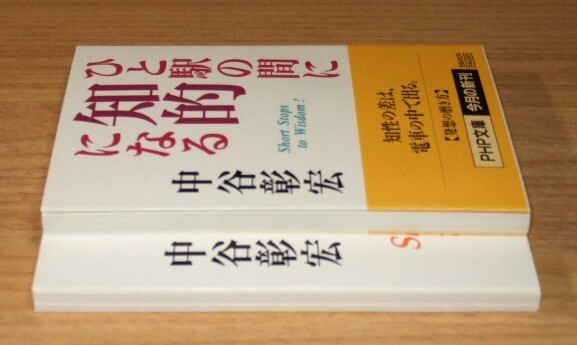 ひと駅の間に
知的
になる
Short Stops
to Wisdom!
中谷彰宏
知性の差は、
電車の中で出る。
【発想の磨き方】
PHP文庫 今月の新刊
中谷彰宏